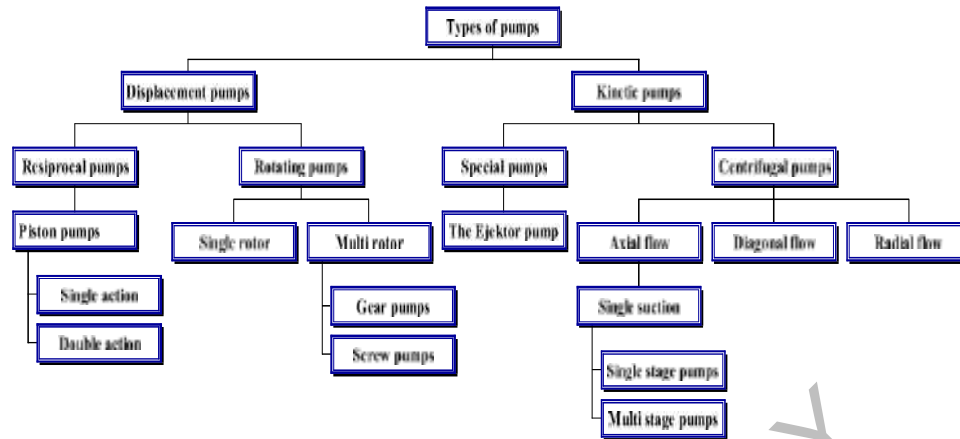 Types of pumps
Displacement pumps
Kinetic pumps
Resiprocal pumps
Rotating pumps
Special pumps
Centrifugal pumps
Piston pumps
Single rotor
Multi rotor
The Ejektor pump
Axial flow
Diagonal flow
Radial flow
Single action
Gear pumps
Single suction
Double action
Screw pumps
Single stage pumps
Multi stage pumps